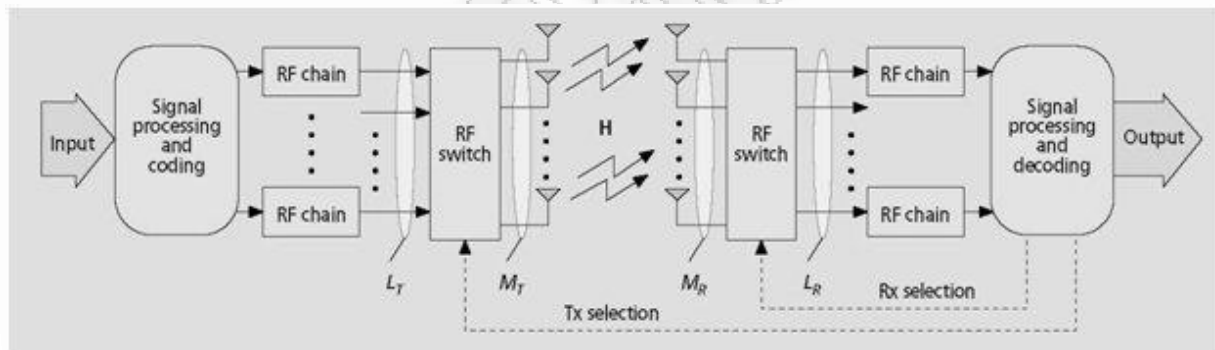 Input
Signal
processing
and
coding
RF chain
RF chain
L_T
RF
switch
M_T
H
M_R
RF
switch
L_R
RF chain
RF chain
Signal
processing
and
decoding
Output
Rx selection
Tx selection